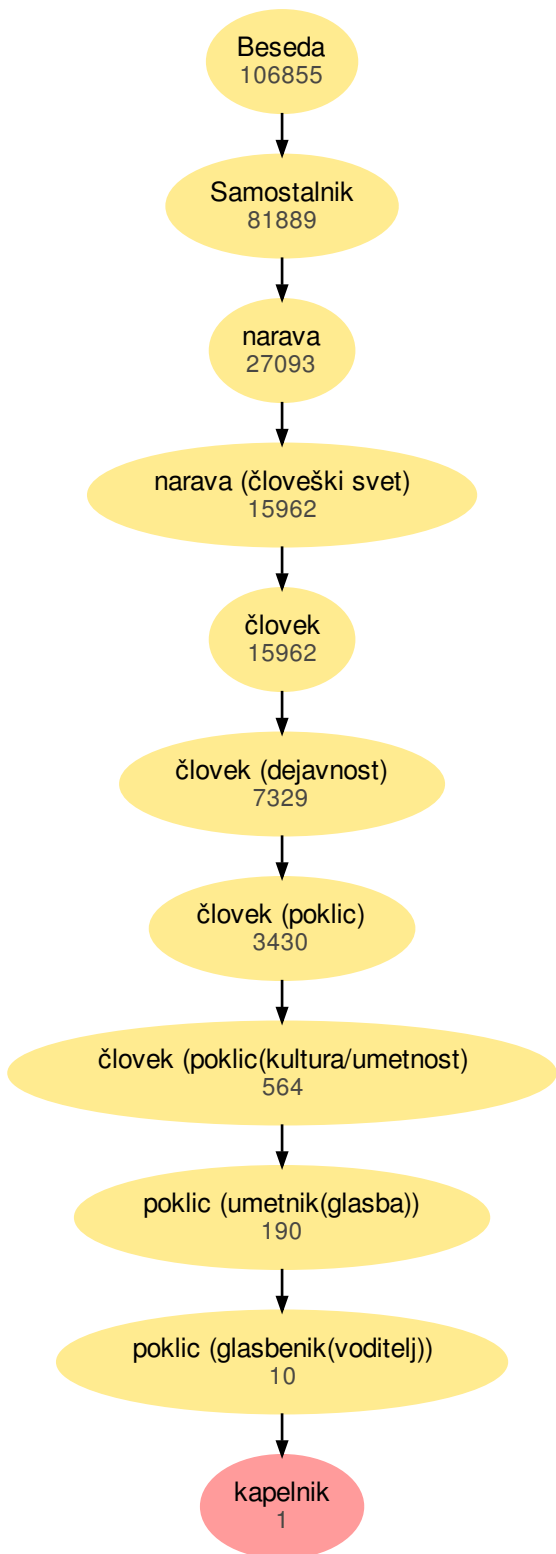 Beseda
106855
Samostalnik
81889
narava
27093
narava (človeški svet)
15962
človek
15962
človek (dejavnost)
7329
človek (poklic)
3430
človek (poklic(kultura/umetnost)
564
poklic (umetnik(glasba))
190
poklic (glasbenik(voditelj))
10
kapelnik
1